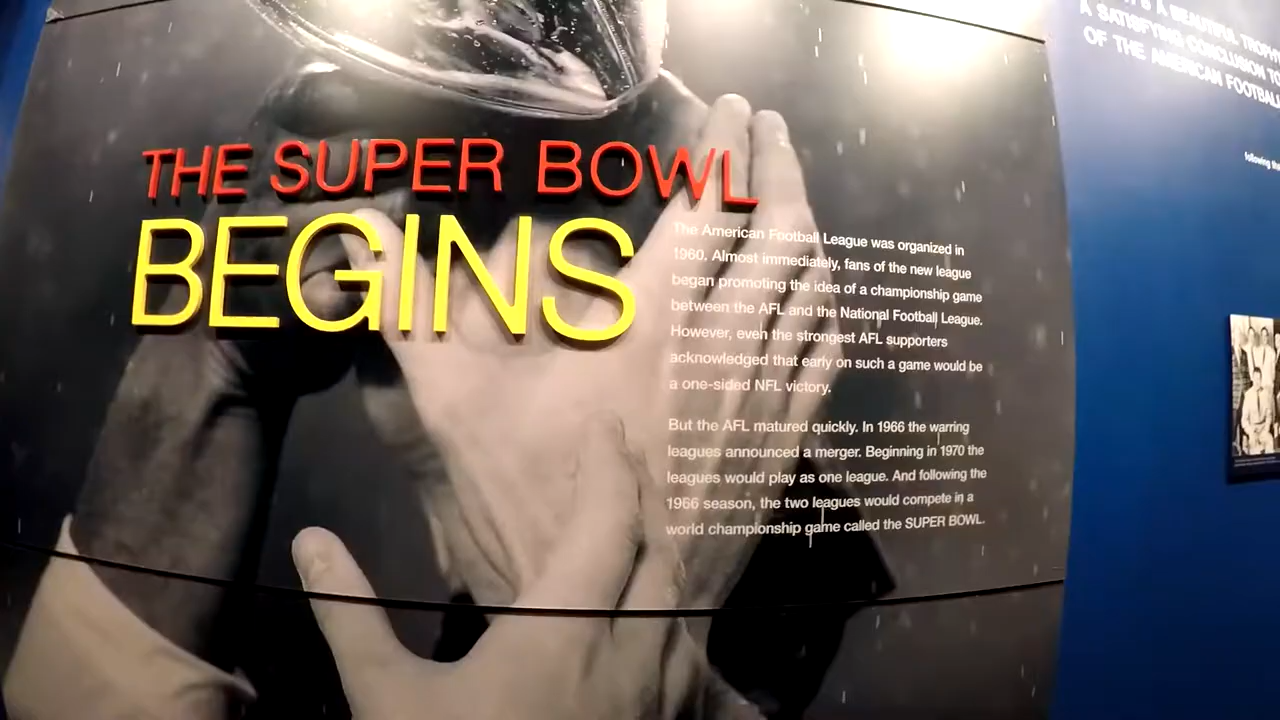 THE SUPER BOWL
BEGINS
The American Football League was organized in
1960. Almost immediately, fans of the new league
began promoting the idea of a championship game
between the AFL and the National Football League.
However, even the strongest AFL supporters
acknowledged that early on such a game would be
a one-sided NFL victory.
But the AFL matured quickly. In 1966 the warring
leagues announced a merger. Beginning in 1970 the
leagues would play as one league. And following the
1966 season, the two leagues would compete in a
world championship game called the SUPER BOWL.
A BEAUTIFUL TROPHY
A SATISFYING CONCLUSION TO
OF THE AMERICAN FOOTBALL
following the